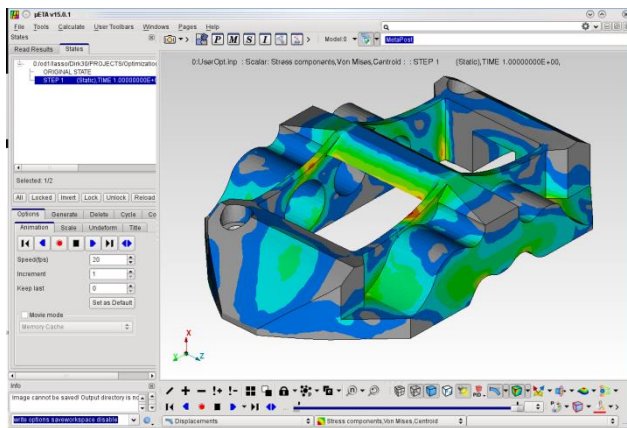 µETA v15.0.1
File Tools Calculate User Toolbars Windows Pages Help
States
Read Results States
P M S I
Model:0
MetaPost
0:UserOpt.inp : Scalar: Stress components,Von Mises,Centroid : : STEP 1 (Static),TIME 1.00000000E+00,
ORIGINAL STATE
STEP 1 (Static),TIME 1.00000000E+0
Selected: 1/2
All Locked Invert Lock Unlock Reload
Options Generate Delete Cycle Co
Animation Scale Undeform Title
Speed(fps) 20
Increment 1
Keep last 0
Set as Default
Movie mode
Memory Cache
X
Y
Z
Info
Image cannot be saved! Output directory is no
write options saveworkspace disable
Displacements
Stress components,Von Mises,Centroid